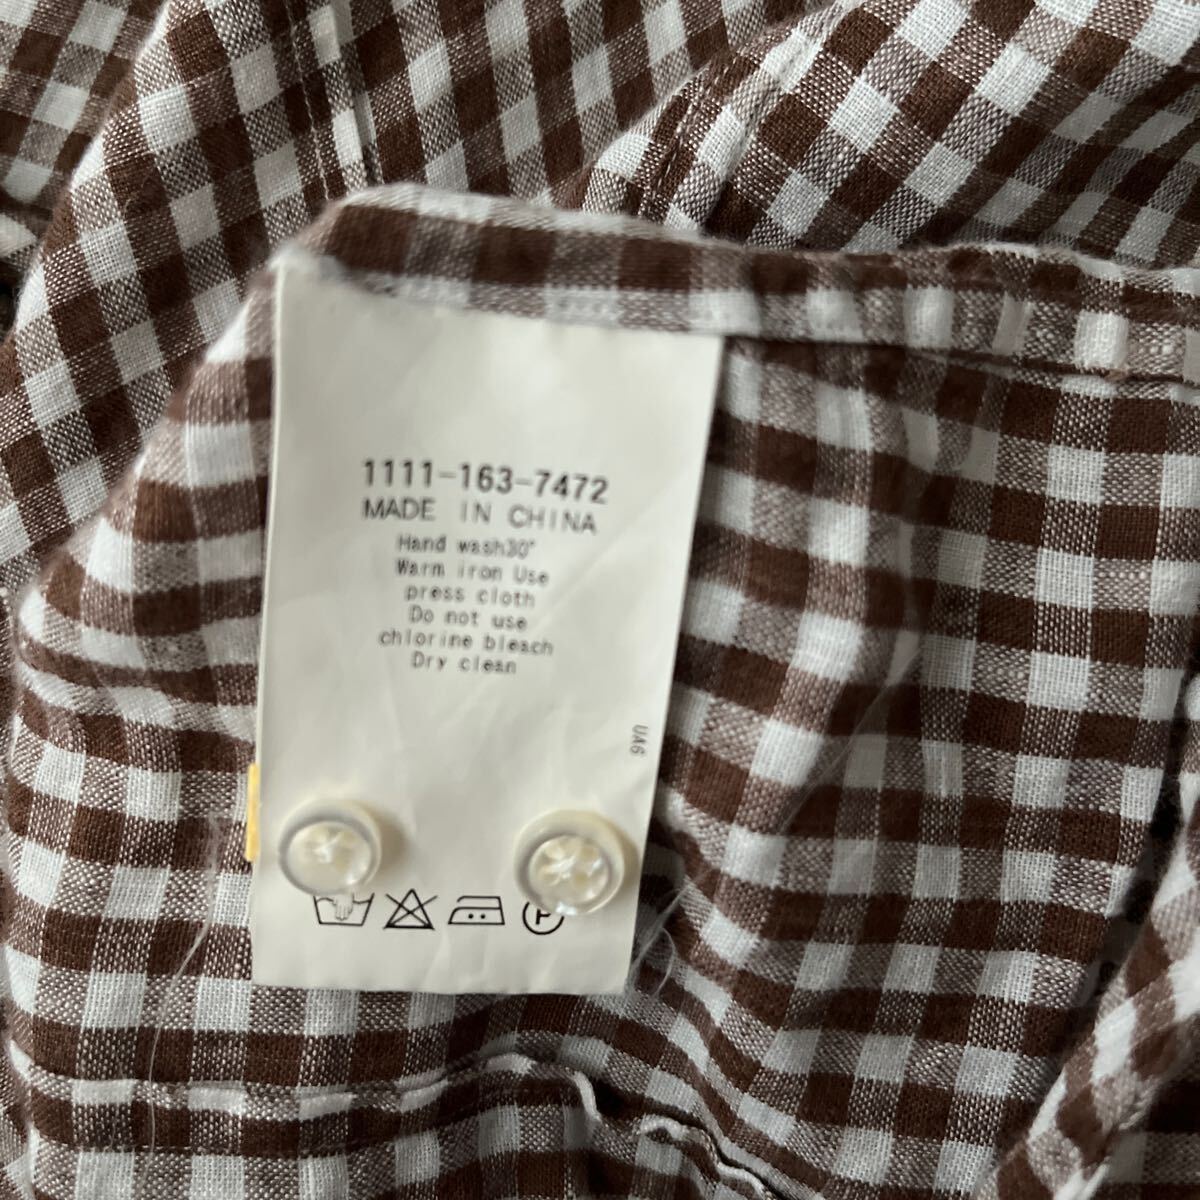 1111-163-7472
MADE IN CHINA
Hand wash30°
Warm iron Use
press cloth
Do not use
chlorine bleach
Dry clean
UA6
P